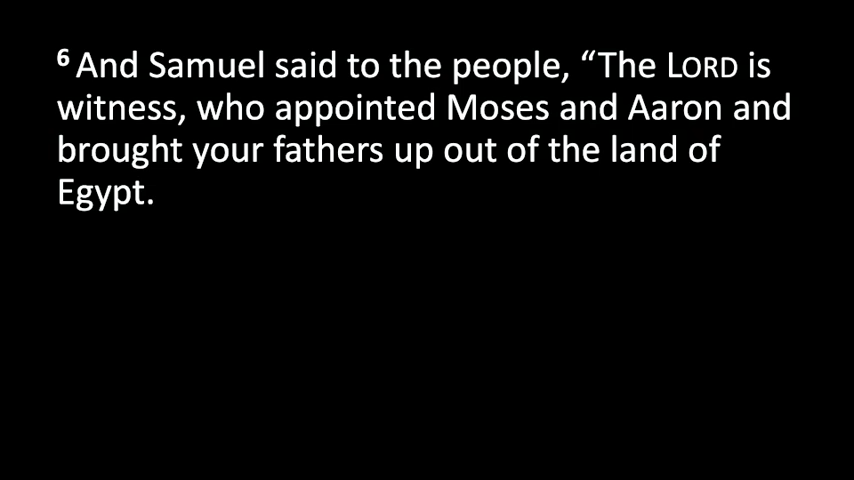 6 And Samuel said to the people, “The LORD is
witness, who appointed Moses and Aaron and
brought your fathers up out of the land of
Egypt.